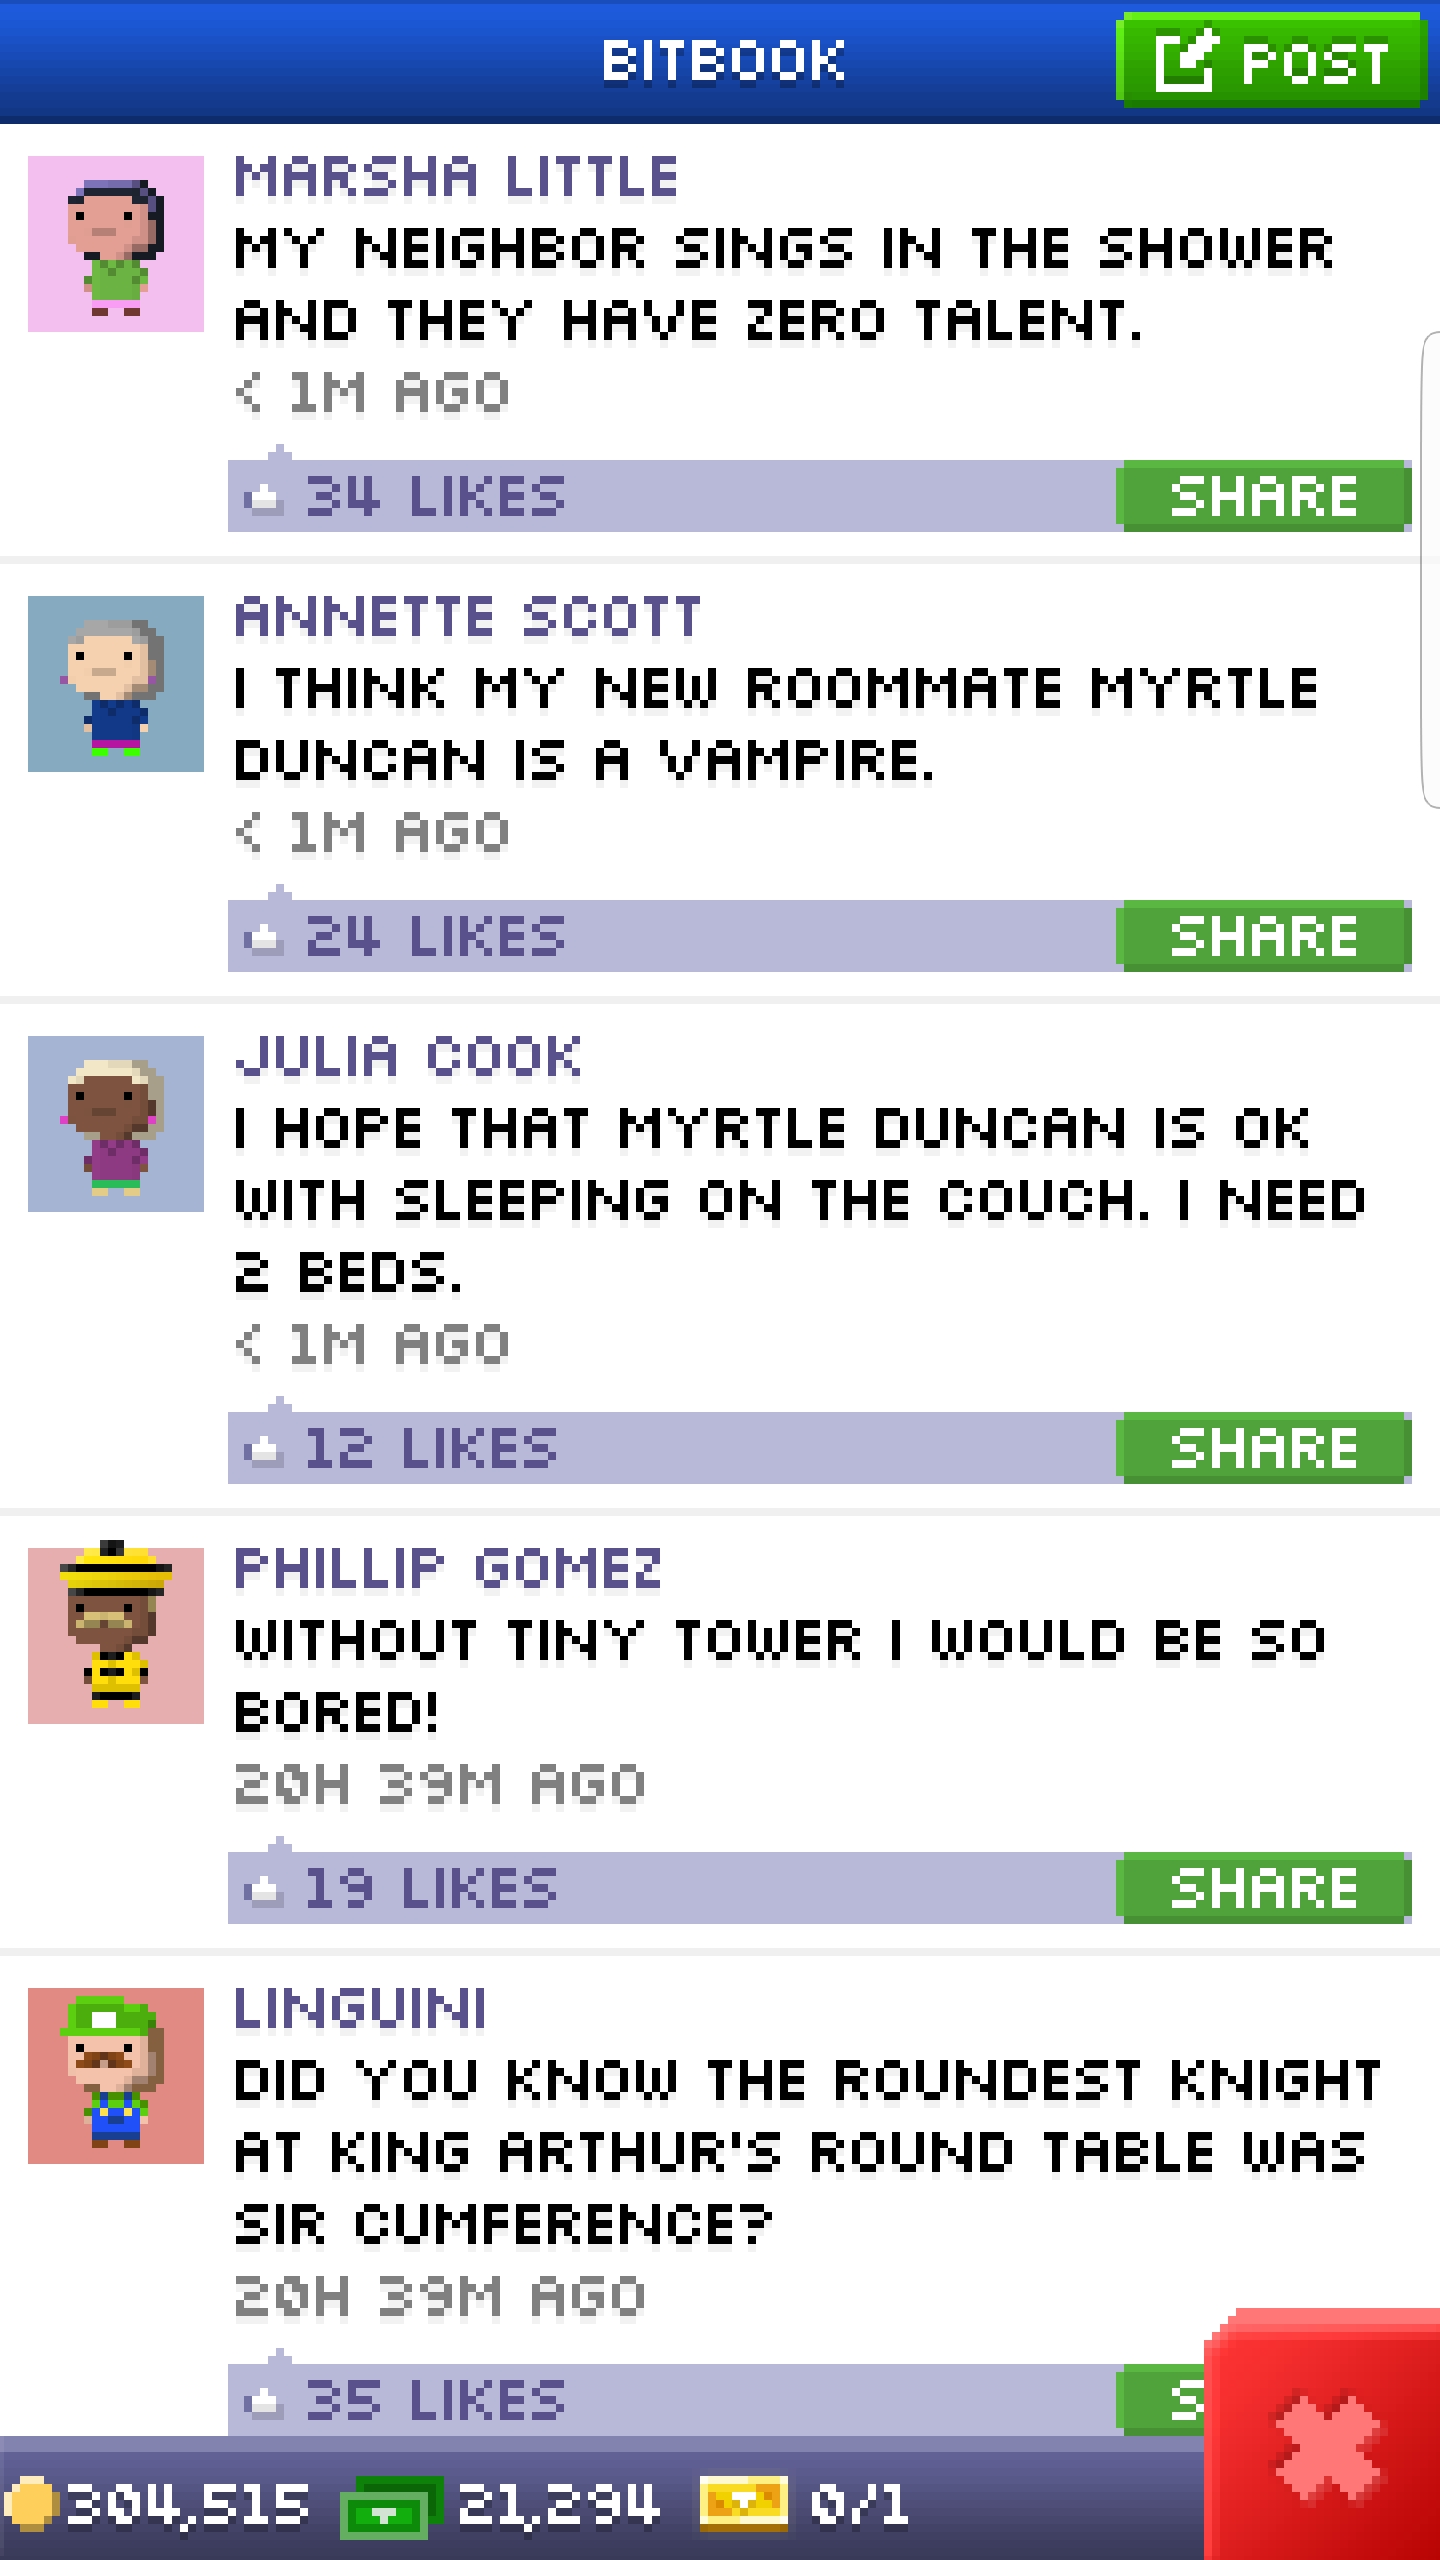 BITBOOK
POST
MARSHA LITTLE
MY NEIGHBOR SINGS IN THE SHOWER
AND THEY HAVE ZERO TALENT.
< 1M AGO
34 LIKES
SHARE
ANNETTE SCOTT
I THINK MY NEW ROOMMATE MYRTLE
DUNCAN IS A VAMPIRE.
< 1M AGO
24 LIKES
SHARE
JULIA COOK
I HOPE THAT MYRTLE DUNCAN IS OK
WITH SLEEPING ON THE COUCH. I NEED
2 BEDS.
< 1M AGO
12 LIKES
SHARE
PHILLIP GOMEZ
WITHOUT TINY TOWER I WOULD BE SO
BORED!
20H 39M AGO
19 LIKES
SHARE
LINGUINI
DID YOU KNOW THE ROUNDEST KNIGHT
AT KING ARTHUR'S ROUND TABLE WAS
SIR CUMFERENCE?
20H 39M AGO
35 LIKES
S
304,515
21,294
0/1